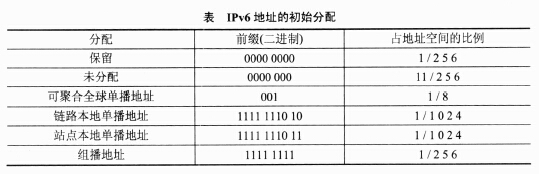 表 IPv6 地址的初始分配
分配 前缀(二进制) 占地址空间的比例
保留 0000 0000 1/256
未分配 0000 000 11/256
可聚合全球单播地址 001 1/8
链路本地单播地址 1111 1110 10 1/1024
站点本地单播地址 1111 1110 11 1/1024
组播地址 1111 1111 1/256